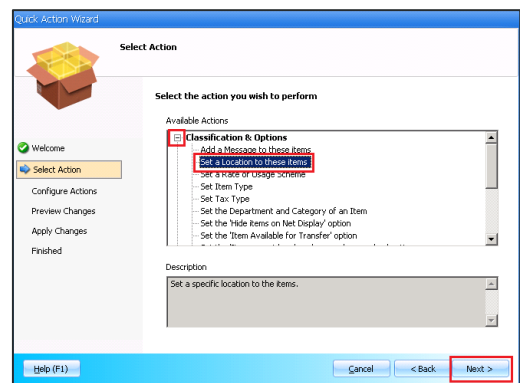 Quick Action Wizard
Select Action
Select the action you wish to perform
Available Actions
Classification & Options
Add a Message to these items
Set a Location to these items
Set a Rate or Usage Scheme
Set Item Type
Set Tax Type
Set the Department and Category of an Item
Set the 'Hide items on Net Display' option
Set the 'Item Available for Transfer' option
Welcome
Select Action
Configure Actions
Preview Changes
Apply Changes
Finished
Description
Set a specific location to the items.
Help (F1)
Cancel
< Back
Next >